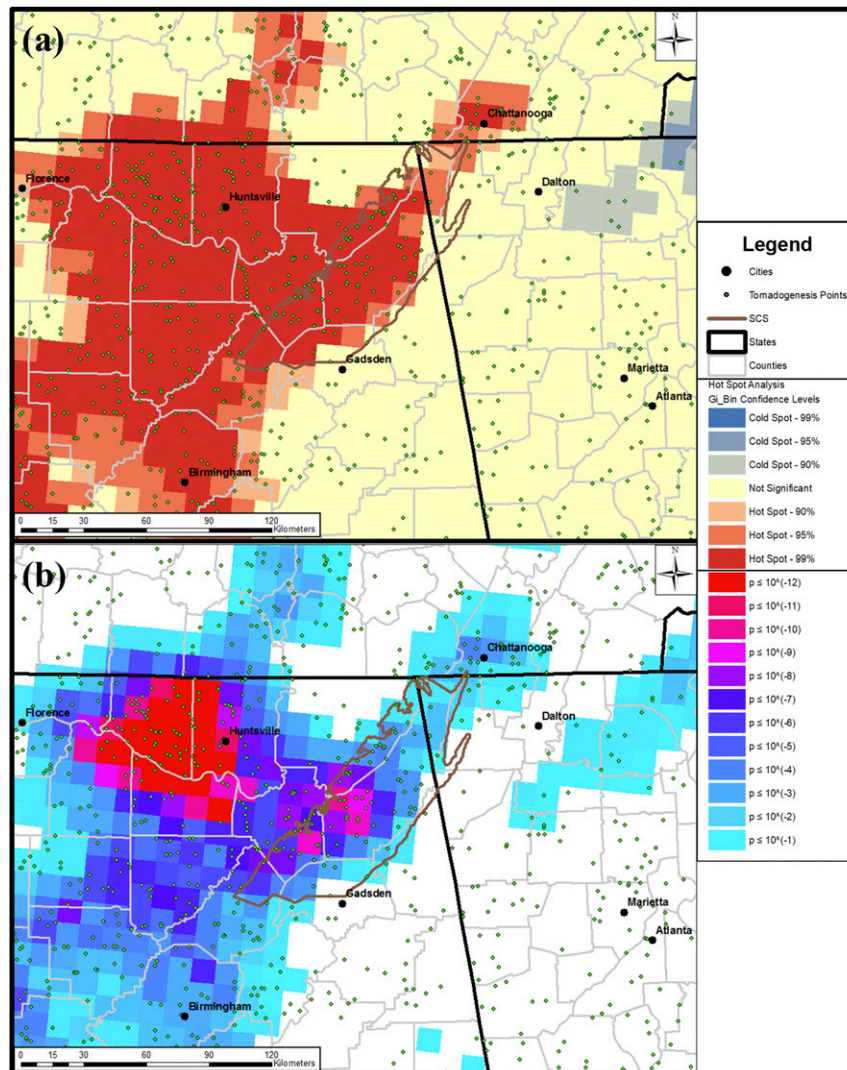 (a)
N
Chattanooga
Florence
Huntsville
Dalton
Gadsden
Marietta
Atlanta
Birmingham
0 15 30 60 90 120
Kilometers
Legend
Cities
Tornadogenesis Points
SCS
States
Counties
Hot Spot Analysis
Gi_Bin Confidence Levels
Cold Spot - 99%
Cold Spot - 95%
Cold Spot - 90%
Not Significant
Hot Spot - 90%
Hot Spot - 95%
Hot Spot - 99%
p ≤ 10^(-12)
p ≤ 10^(-11)
p ≤ 10^(-10)
p ≤ 10^(-9)
p ≤ 10^(-8)
p ≤ 10^(-7)
p ≤ 10^(-6)
p ≤ 10^(-5)
p ≤ 10^(-4)
p ≤ 10^(-3)
p ≤ 10^(-2)
p ≤ 10^(-1)
(b)
N
Chattanooga
Florence
Huntsville
Dalton
Gadsden
Marietta
Atlanta
Birmingham
0 15 30 60 90 120
Kilometers